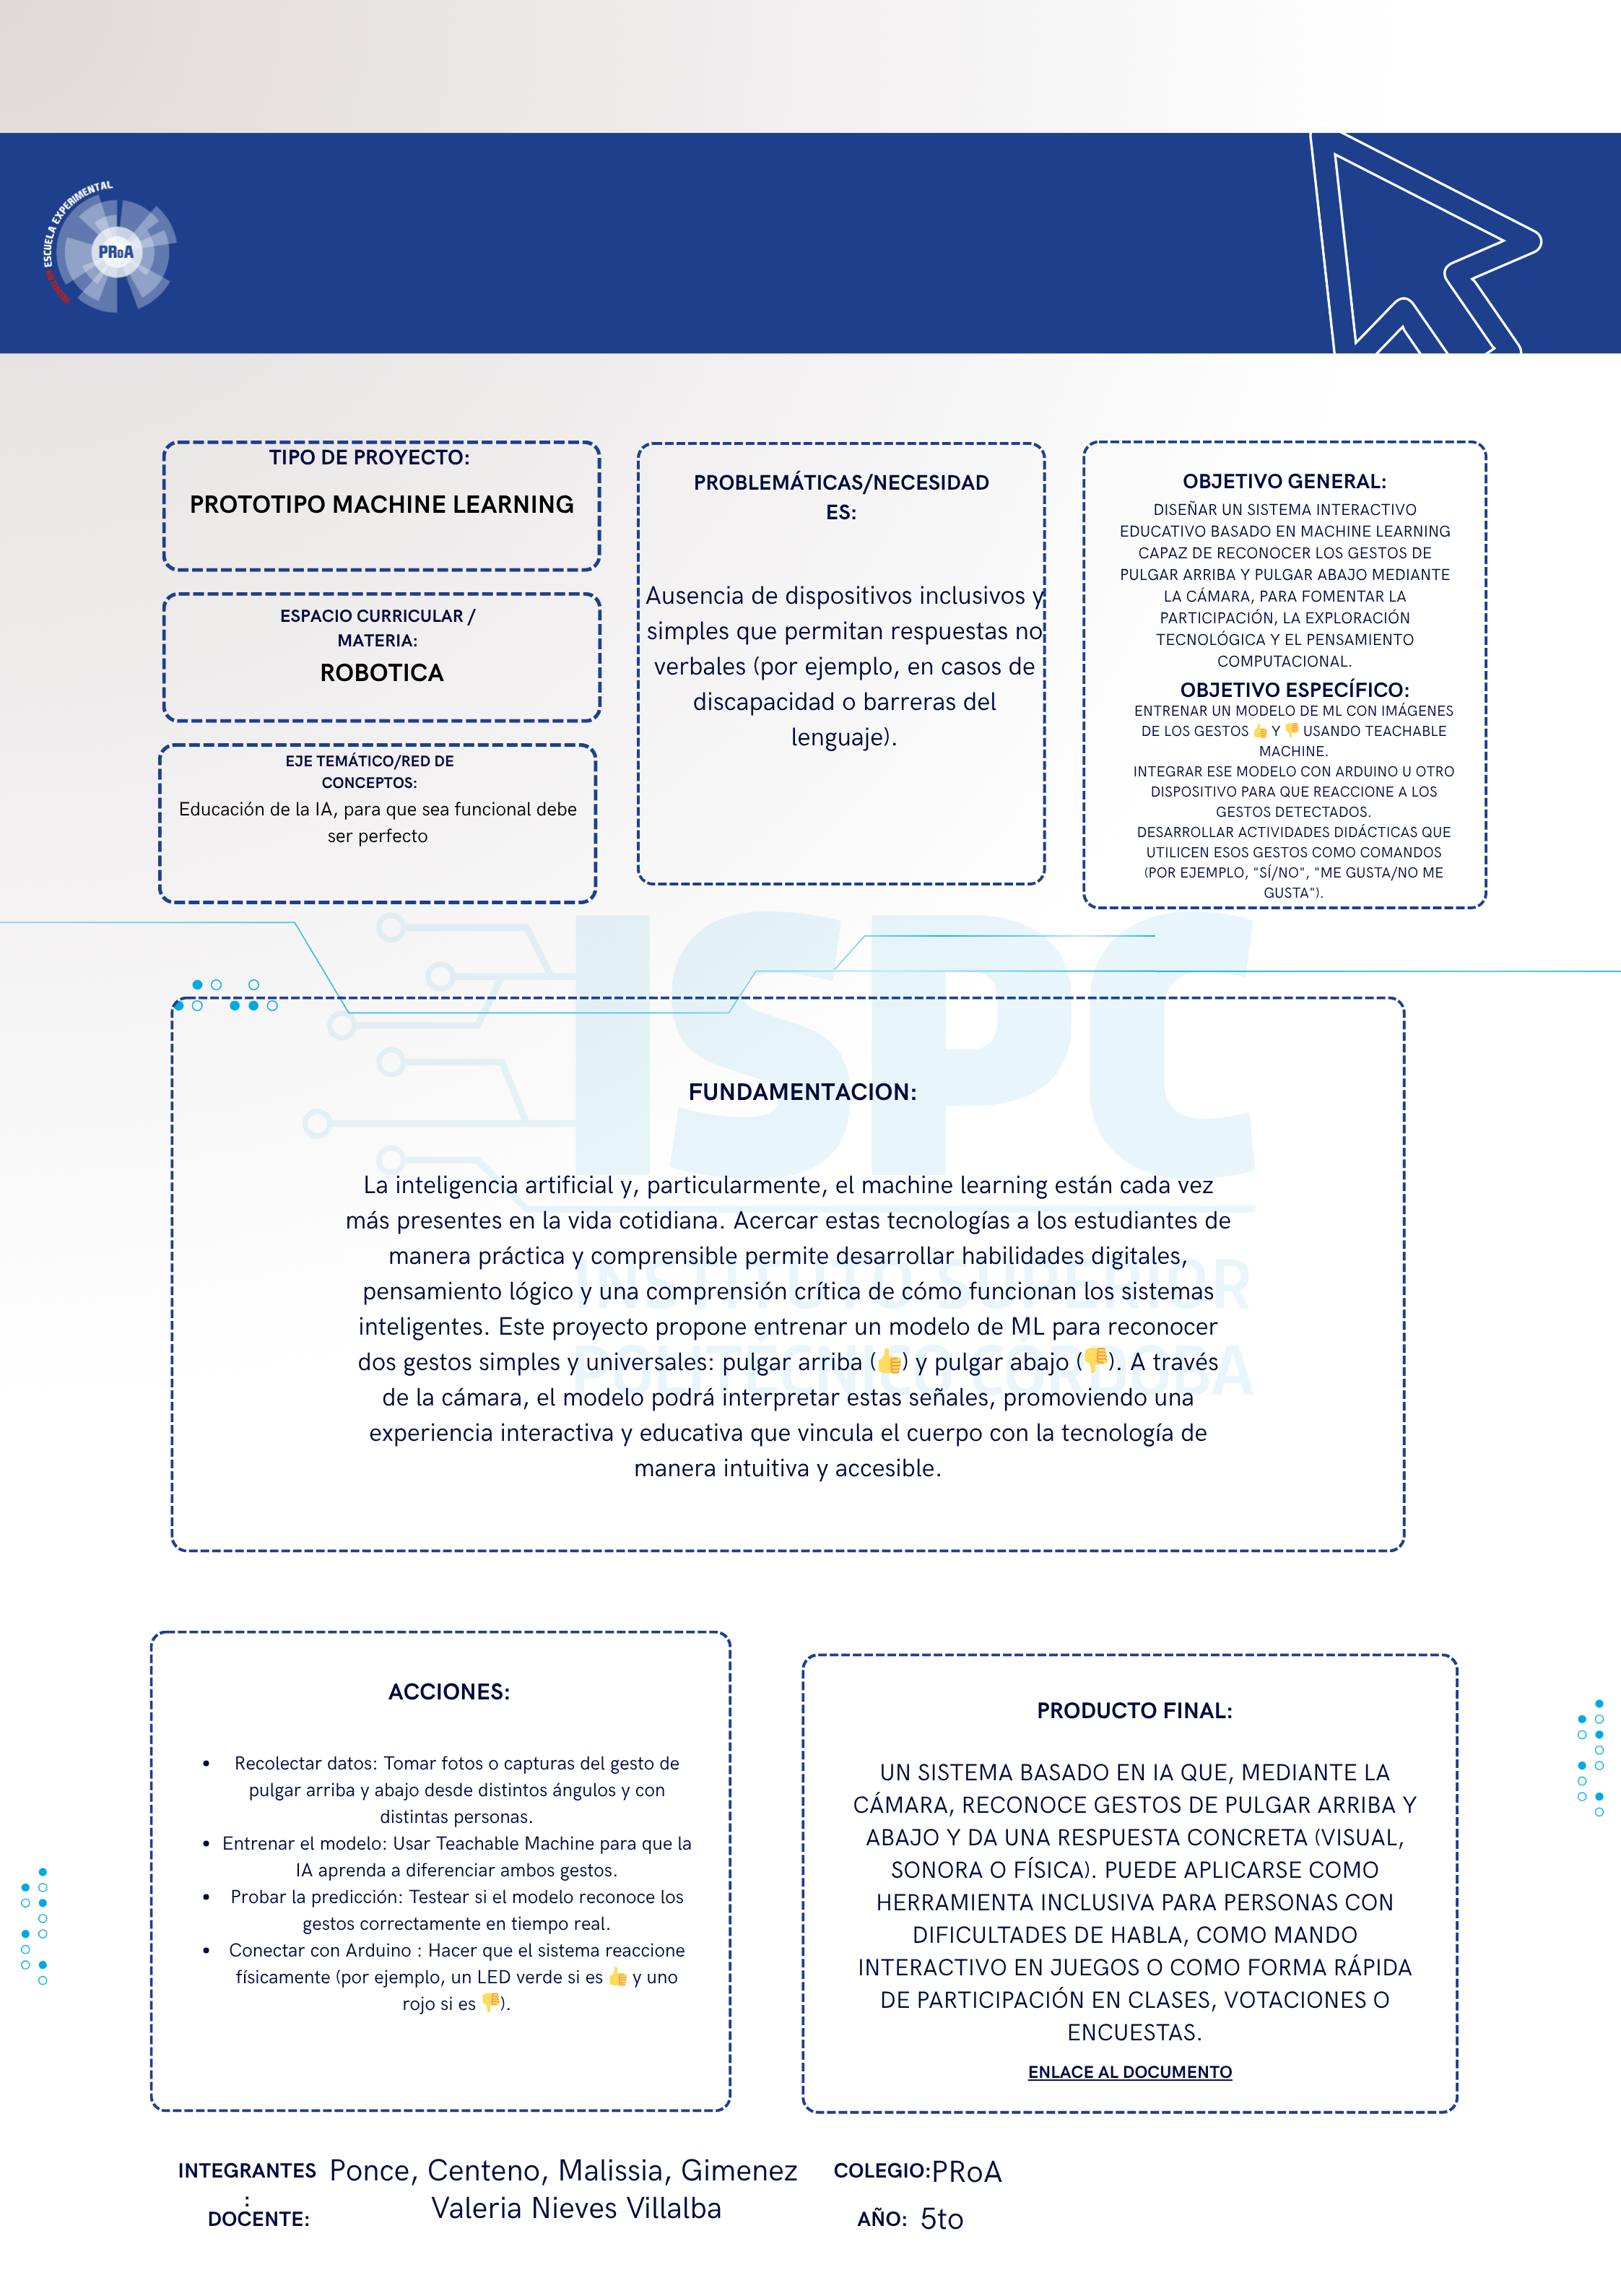 ESCUELA EXPERIMENTAL
PRoA
TIPO DE PROYECTO:
PROTOTIPO MACHINE LEARNING
ESPACIO CURRICULAR /
MATERIA:
ROBOTICA
EJE TEMÁTICO/RED DE
CONCEPTOS:
Educación de la IA, para que sea funcional debe
ser perfecto
PROBLEMÁTICAS/NECESIDAD
ES:
Ausencia de dispositivos inclusivos y
simples que permitan respuestas no
verbales (por ejemplo, en casos de
discapacidad o barreras del
lenguaje).
OBJETIVO GENERAL:
DISEÑAR UN SISTEMA INTERACTIVO
EDUCATIVO BASADO EN MACHINE LEARNING
CAPAZ DE RECONOCER LOS GESTOS DE
PULGAR ARRIBA Y PULGAR ABAJO MEDIANTE
LA CÁMARA, PARA FOMENTAR LA
PARTICIPACIÓN, LA EXPLORACIÓN
TECNOLÓGICA Y EL PENSAMIENTO
COMPUTACIONAL.
OBJETIVO ESPECÍFICO:
ENTRENAR UN MODELO DE ML CON IMÁGENES
DE LOS GESTOS 👍 Y 👎 USANDO TEACHABLE
MACHINE.
INTEGRAR ESE MODELO CON ARDUINO U OTRO
DISPOSITIVO PARA QUE REACCIONE A LOS
GESTOS DETECTADOS.
DESARROLLAR ACTIVIDADES DIDÁCTICAS QUE
UTILICEN ESOS GESTOS COMO COMANDOS
(POR EJEMPLO, "SÍ/NO", "ME GUSTA/NO ME
GUSTA").
ISPC
INSTITUTO SUPERIOR
POLITÉCNICO CÓRDOBA
FUNDAMENTACION:
La inteligencia artificial y, particularmente, el machine learning están cada vez
más presentes en la vida cotidiana. Acercar estas tecnologías a los estudiantes de
manera práctica y comprensible permite desarrollar habilidades digitales,
pensamiento lógico y una comprensión crítica de cómo funcionan los sistemas
inteligentes. Este proyecto propone entrenar un modelo de ML para reconocer
dos gestos simples y universales: pulgar arriba (👍) y pulgar abajo (👎). A través
de la cámara, el modelo podrá interpretar estas señales, promoviendo una
experiencia interactiva y educativa que vincula el cuerpo con la tecnología de
manera intuitiva y accesible.
ACCIONES:
• Recolectar datos: Tomar fotos o capturas del gesto de
pulgar arriba y abajo desde distintos ángulos y con
distintas personas.
• Entrenar el modelo: Usar Teachable Machine para que la
IA aprenda a diferenciar ambos gestos.
• Probar la predicción: Testear si el modelo reconoce los
gestos correctamente en tiempo real.
• Conectar con Arduino : Hacer que el sistema reaccione
físicamente (por ejemplo, un LED verde si es 👍 y uno
rojo si es 👎).
PRODUCTO FINAL:
UN SISTEMA BASADO EN IA QUE, MEDIANTE LA
CÁMARA, RECONOCE GESTOS DE PULGAR ARRIBA Y
ABAJO Y DA UNA RESPUESTA CONCRETA (VISUAL,
SONORA O FÍSICA). PUEDE APLICARSE COMO
HERRAMIENTA INCLUSIVA PARA PERSONAS CON
DIFICULTADES DE HABLA, COMO MANDO
INTERACTIVO EN JUEGOS O COMO FORMA RÁPIDA
DE PARTICIPACIÓN EN CLASES, VOTACIONES O
ENCUESTAS.
ENLACE AL DOCUMENTO
INTEGRANTES
:
Ponce, Centeno, Malissia, Gimenez
COLEGIO: PRoA
DOCENTE:
Valeria Nieves Villalba
AÑO: 5to